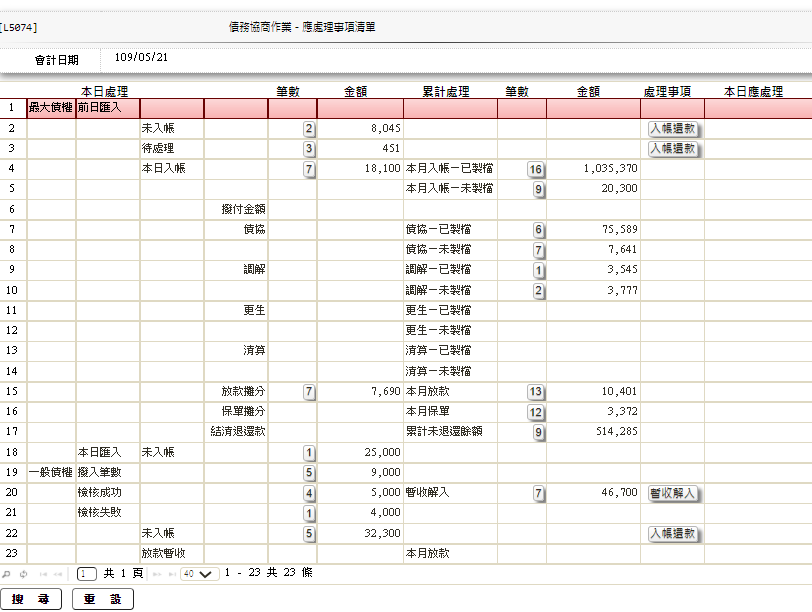 [L5074] 債務協商作業 - 應處理事項清單
會計日期 109/05/21
本日處理 筆數 金額 累計處理 筆數 金額 處理事項 本日應處理
1 最大債權 前日匯入
2 未入帳 2 8,045 入帳還款
3 待處理 3 451 入帳還款
4 本日入帳 7 18,100 本月入帳－已製檔 16 1,035,370
5 本月入帳－未製檔 9 20,300
6 撥付金額
7 債協 債協－已製檔 6 75,589
8 債協－未製檔 7 7,641
9 調解 調解－已製檔 1 3,545
10 調解－未製檔 2 3,777
11 更生 更生－已製檔
12 更生－未製檔
13 清算 清算－已製檔
14 清算－未製檔
15 放款攤分 7 7,690 本月放款 13 10,401
16 保單攤分 本月保單 12 3,372
17 結清退還款 累計未退還餘額 9 514,285
18 本日匯入 未入帳 1 25,000
19 一般債權 撥入筆數 5 9,000
20 檢核成功 4 5,000 暫收解入 7 46,700 暫收解入
21 檢核失敗 1 4,000
22 未入帳 5 32,300 入帳還款
23 放款暫收 本月放款
1 共 1 頁 40 1 - 23 共 23 條
搜 尋 重 設